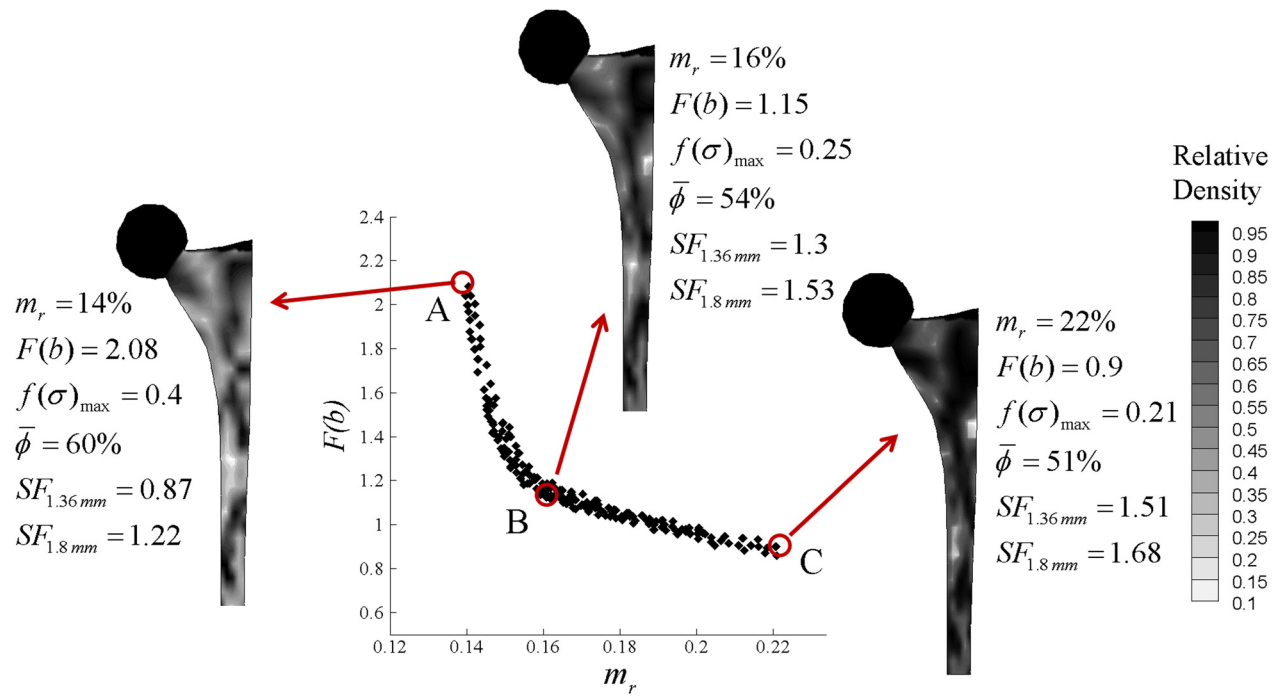 m_r = 16%
F(b) = 1.15
f(σ)_max = 0.25
φ̅ = 54%
SF_1.36mm = 1.3
SF_1.8mm = 1.53
m_r = 14%
F(b) = 2.08
f(σ)_max = 0.4
φ̅ = 60%
SF_1.36mm = 0.87
SF_1.8mm = 1.22
2.4
2.2
2
1.8
1.6
1.4
1.2
1
0.8
0.6
F(b)
A
B
C
0.12
0.14
0.16
0.18
0.2
0.22
m_r
m_r = 22%
F(b) = 0.9
f(σ)_max = 0.21
φ̅ = 51%
SF_1.36mm = 1.51
SF_1.8mm = 1.68
Relative
Density
0.95
0.9
0.85
0.8
0.75
0.7
0.65
0.6
0.55
0.5
0.45
0.4
0.35
0.3
0.25
0.2
0.15
0.1